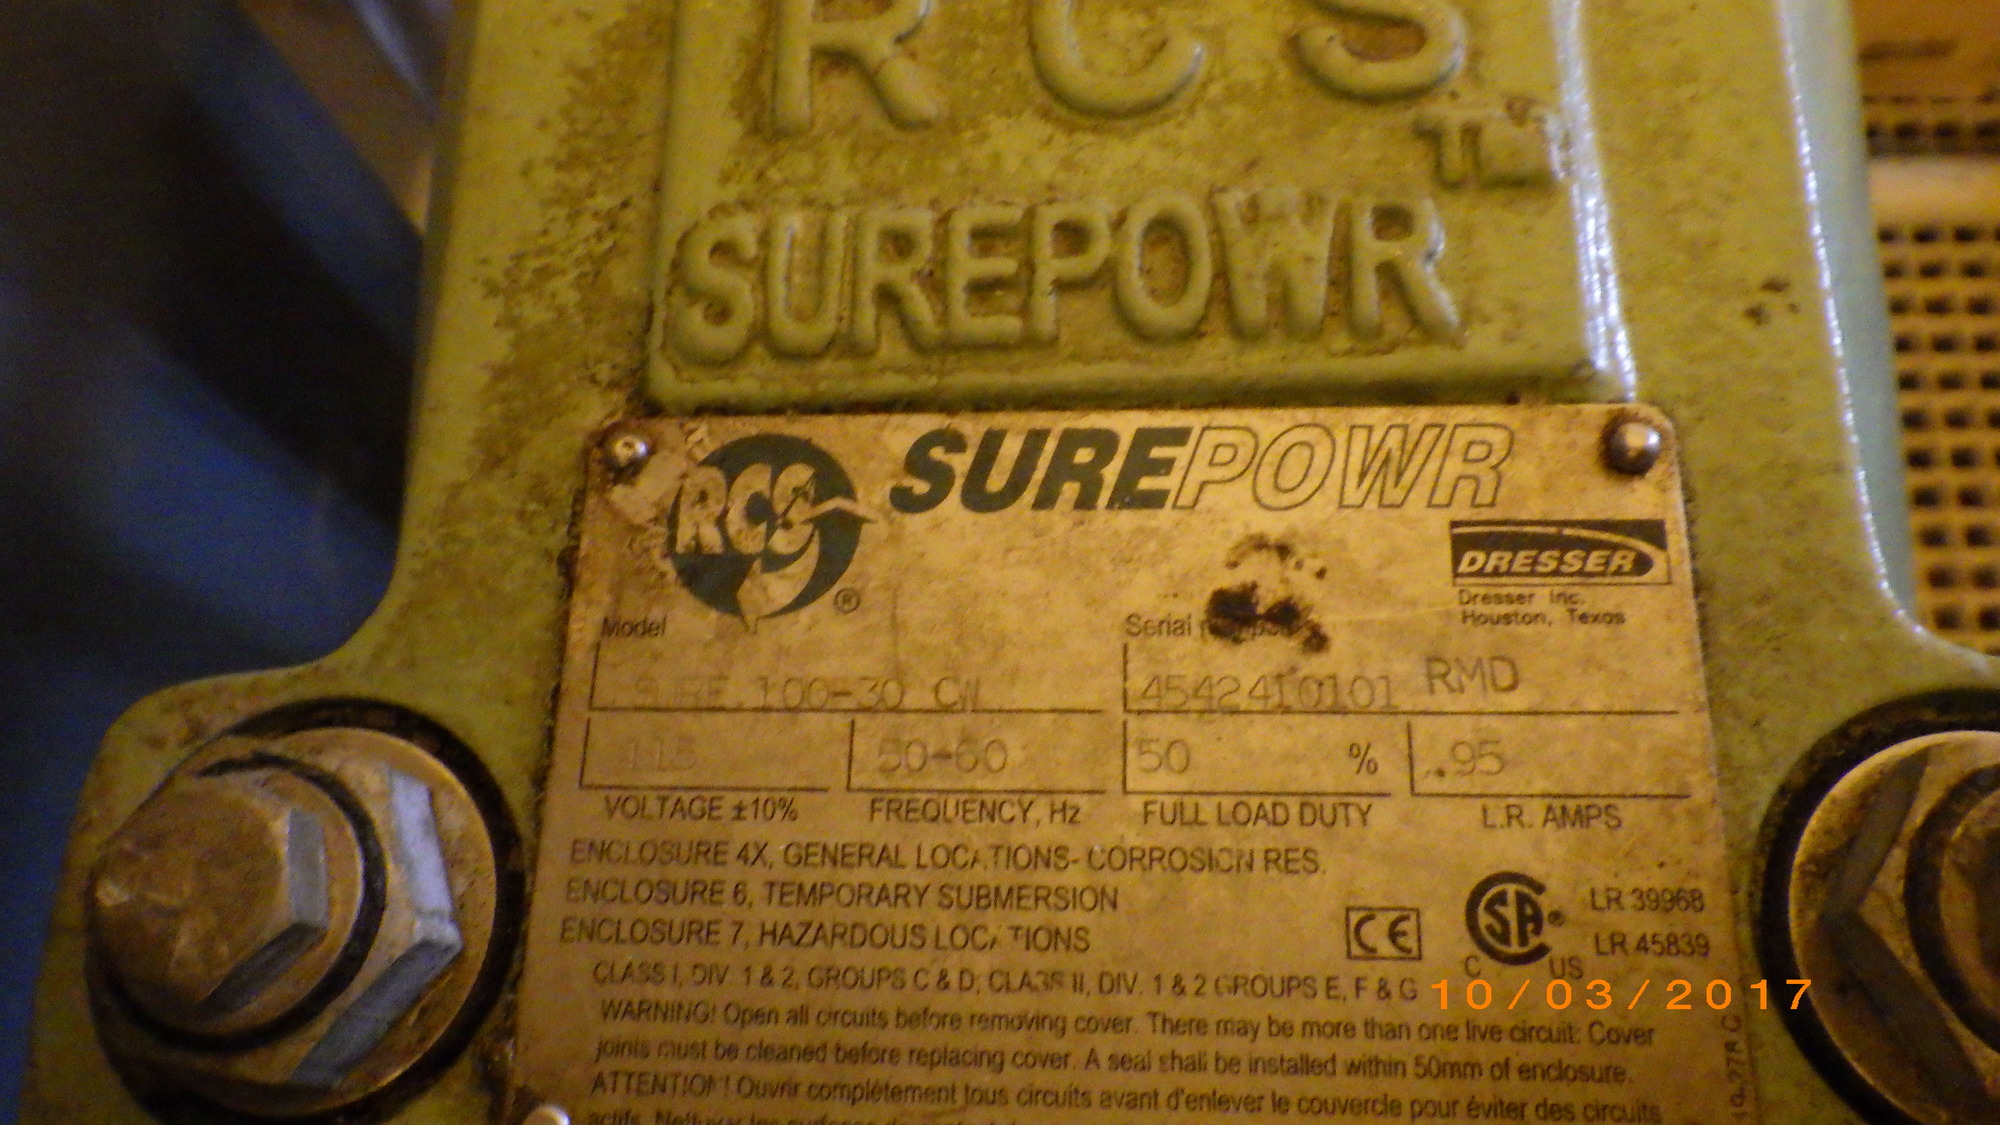 RCS
TM
SUREPOWR
RCS ®
SUREPOWR
DRESSER
Dresser Inc.
Houston, Texas
Model
Serial
SURE 100-30 CW
4542410101 RMD
115
50-60
50 %
.95
VOLTAGE ±10%
FREQUENCY, Hz
FULL LOAD DUTY
L.R. AMPS
ENCLOSURE 4X, GENERAL LOCATIONS- CORROSION RES.
ENCLOSURE 6, TEMPORARY SUBMERSION
ENCLOSURE 7, HAZARDOUS LOCATIONS
CE
CSA ®
C US
LR 39968
LR 45839
CLASS I, DIV. 1 & 2, GROUPS C & D; CLASS II, DIV. 1 & 2 GROUPS E, F & G
WARNING! Open all circuits before removing cover. There may be more than one live circuit. Cover
joints must be cleaned before replacing cover. A seal shall be installed within 50mm of enclosure.
ATTENTION! Ouvrir complètement tous circuits avant d'enlever le couvercle pour éviter des circuits
actifs.
10/03/2017